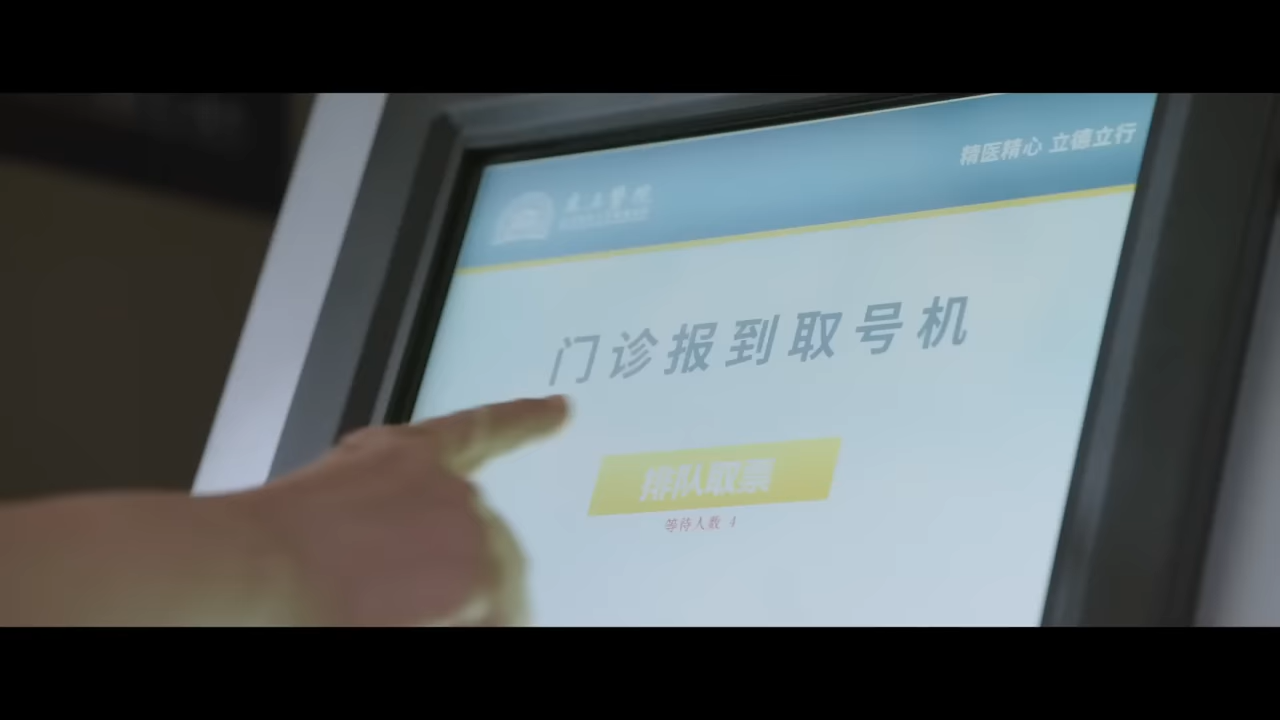 精医精心 立德立行
门诊报到取号机
排队取票
等待人数 4